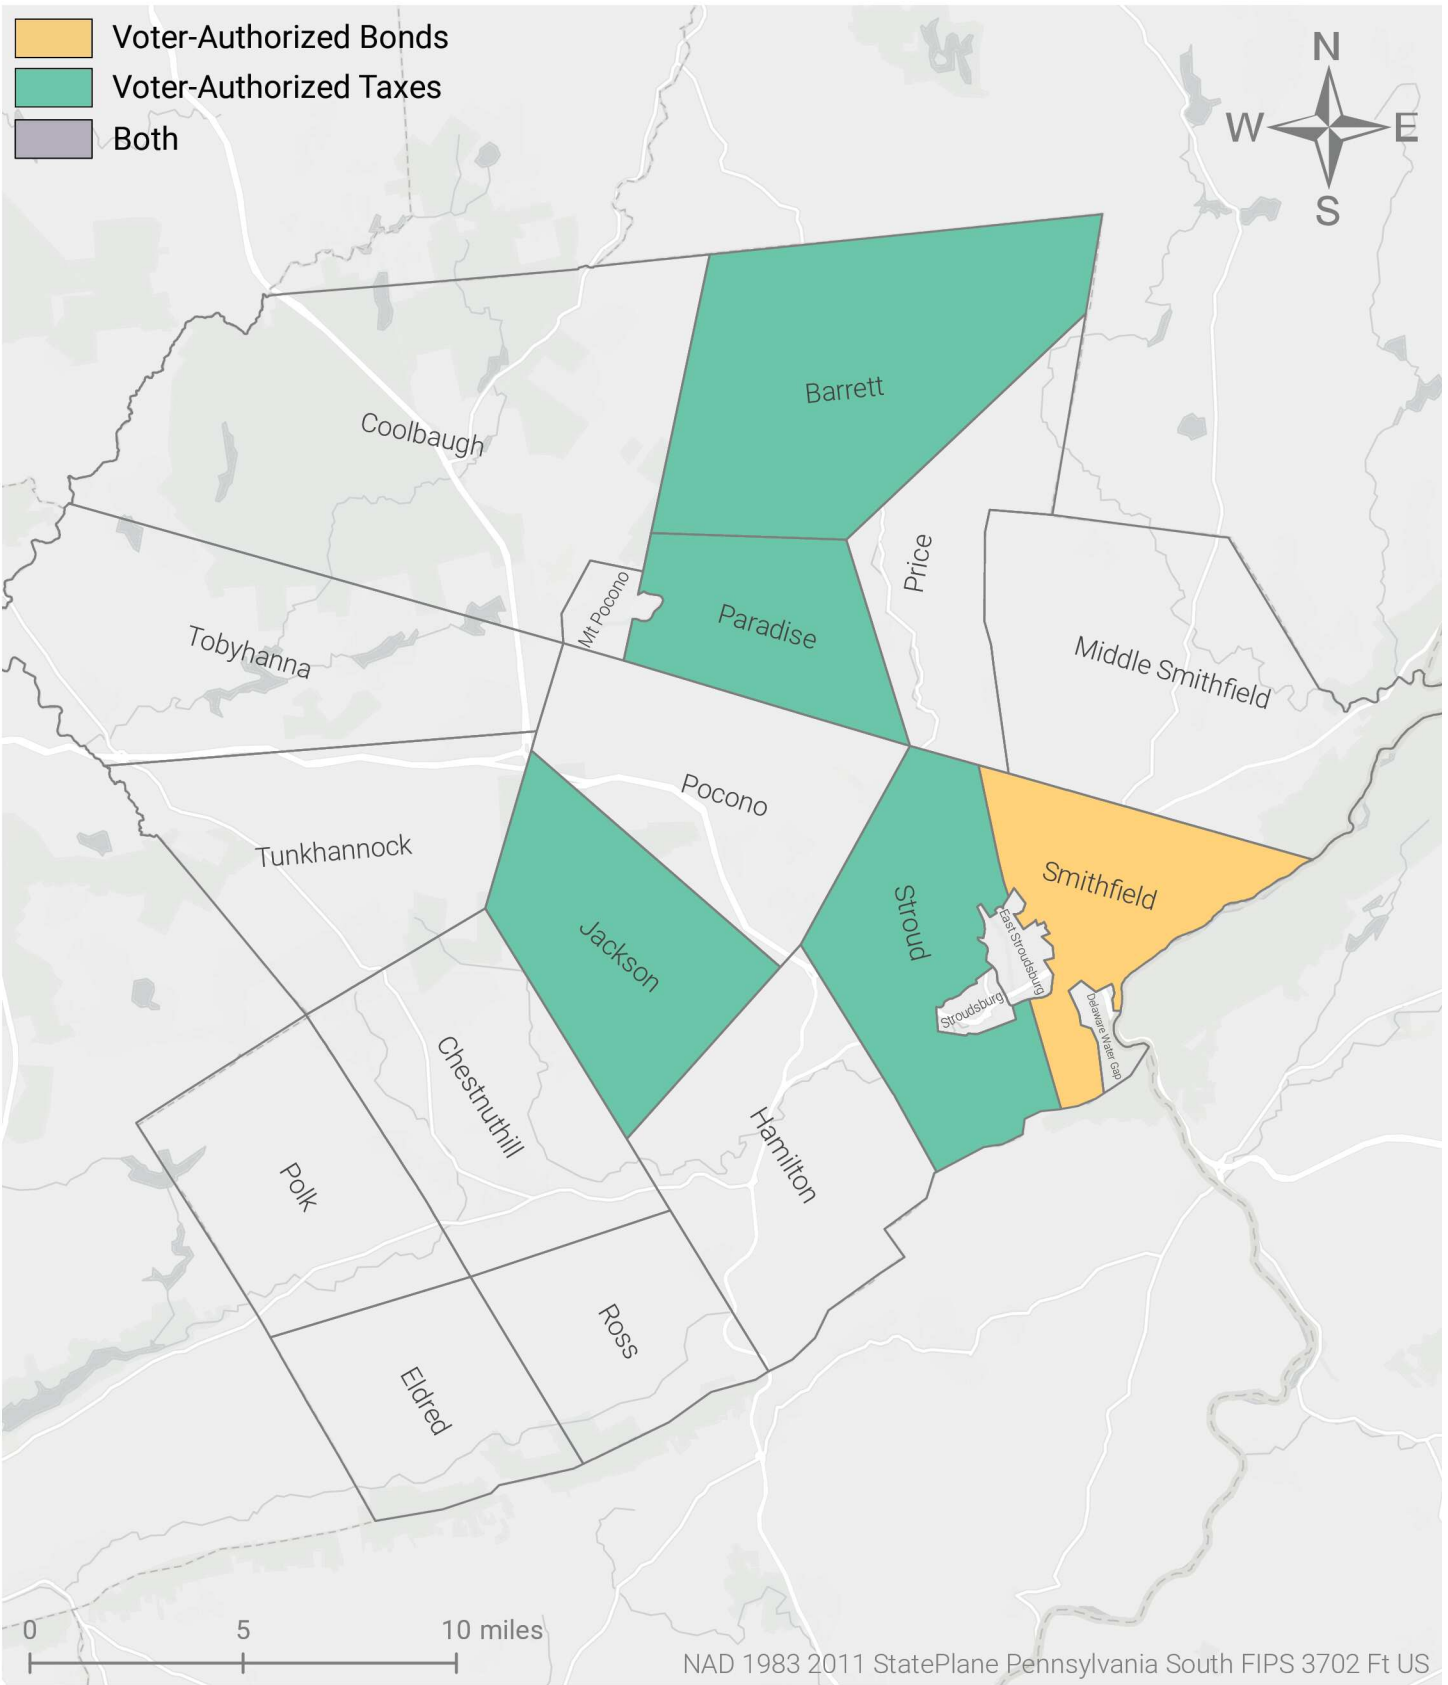 Voter-Authorized Bonds
Voter-Authorized Taxes
Both
N
W
E
S
Barrett
Coolbaugh
Price
Mt Pocono
Paradise
Tobyhanna
Middle Smithfield
Pocono
Tunkhannock
Smithfield
Stroud
East Stroudsburg
Jackson
Stroudsburg
Delaware Water Gap
Chestnuthill
Hamilton
Polk
Ross
Eldred
0 5 10 miles
NAD 1983 2011 StatePlane Pennsylvania South FIPS 3702 Ft US